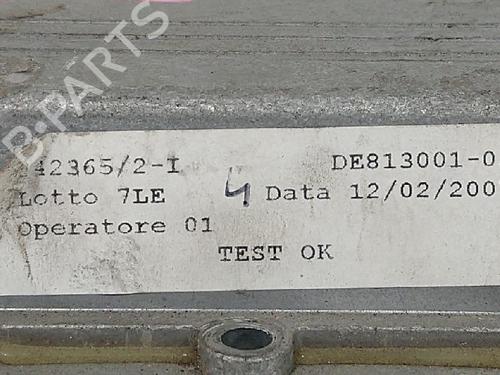 B-PARTS
42365/2-I DE813001-0
Lotto 7LE 4 Data 12/02/200
Operatore 01
TEST OK